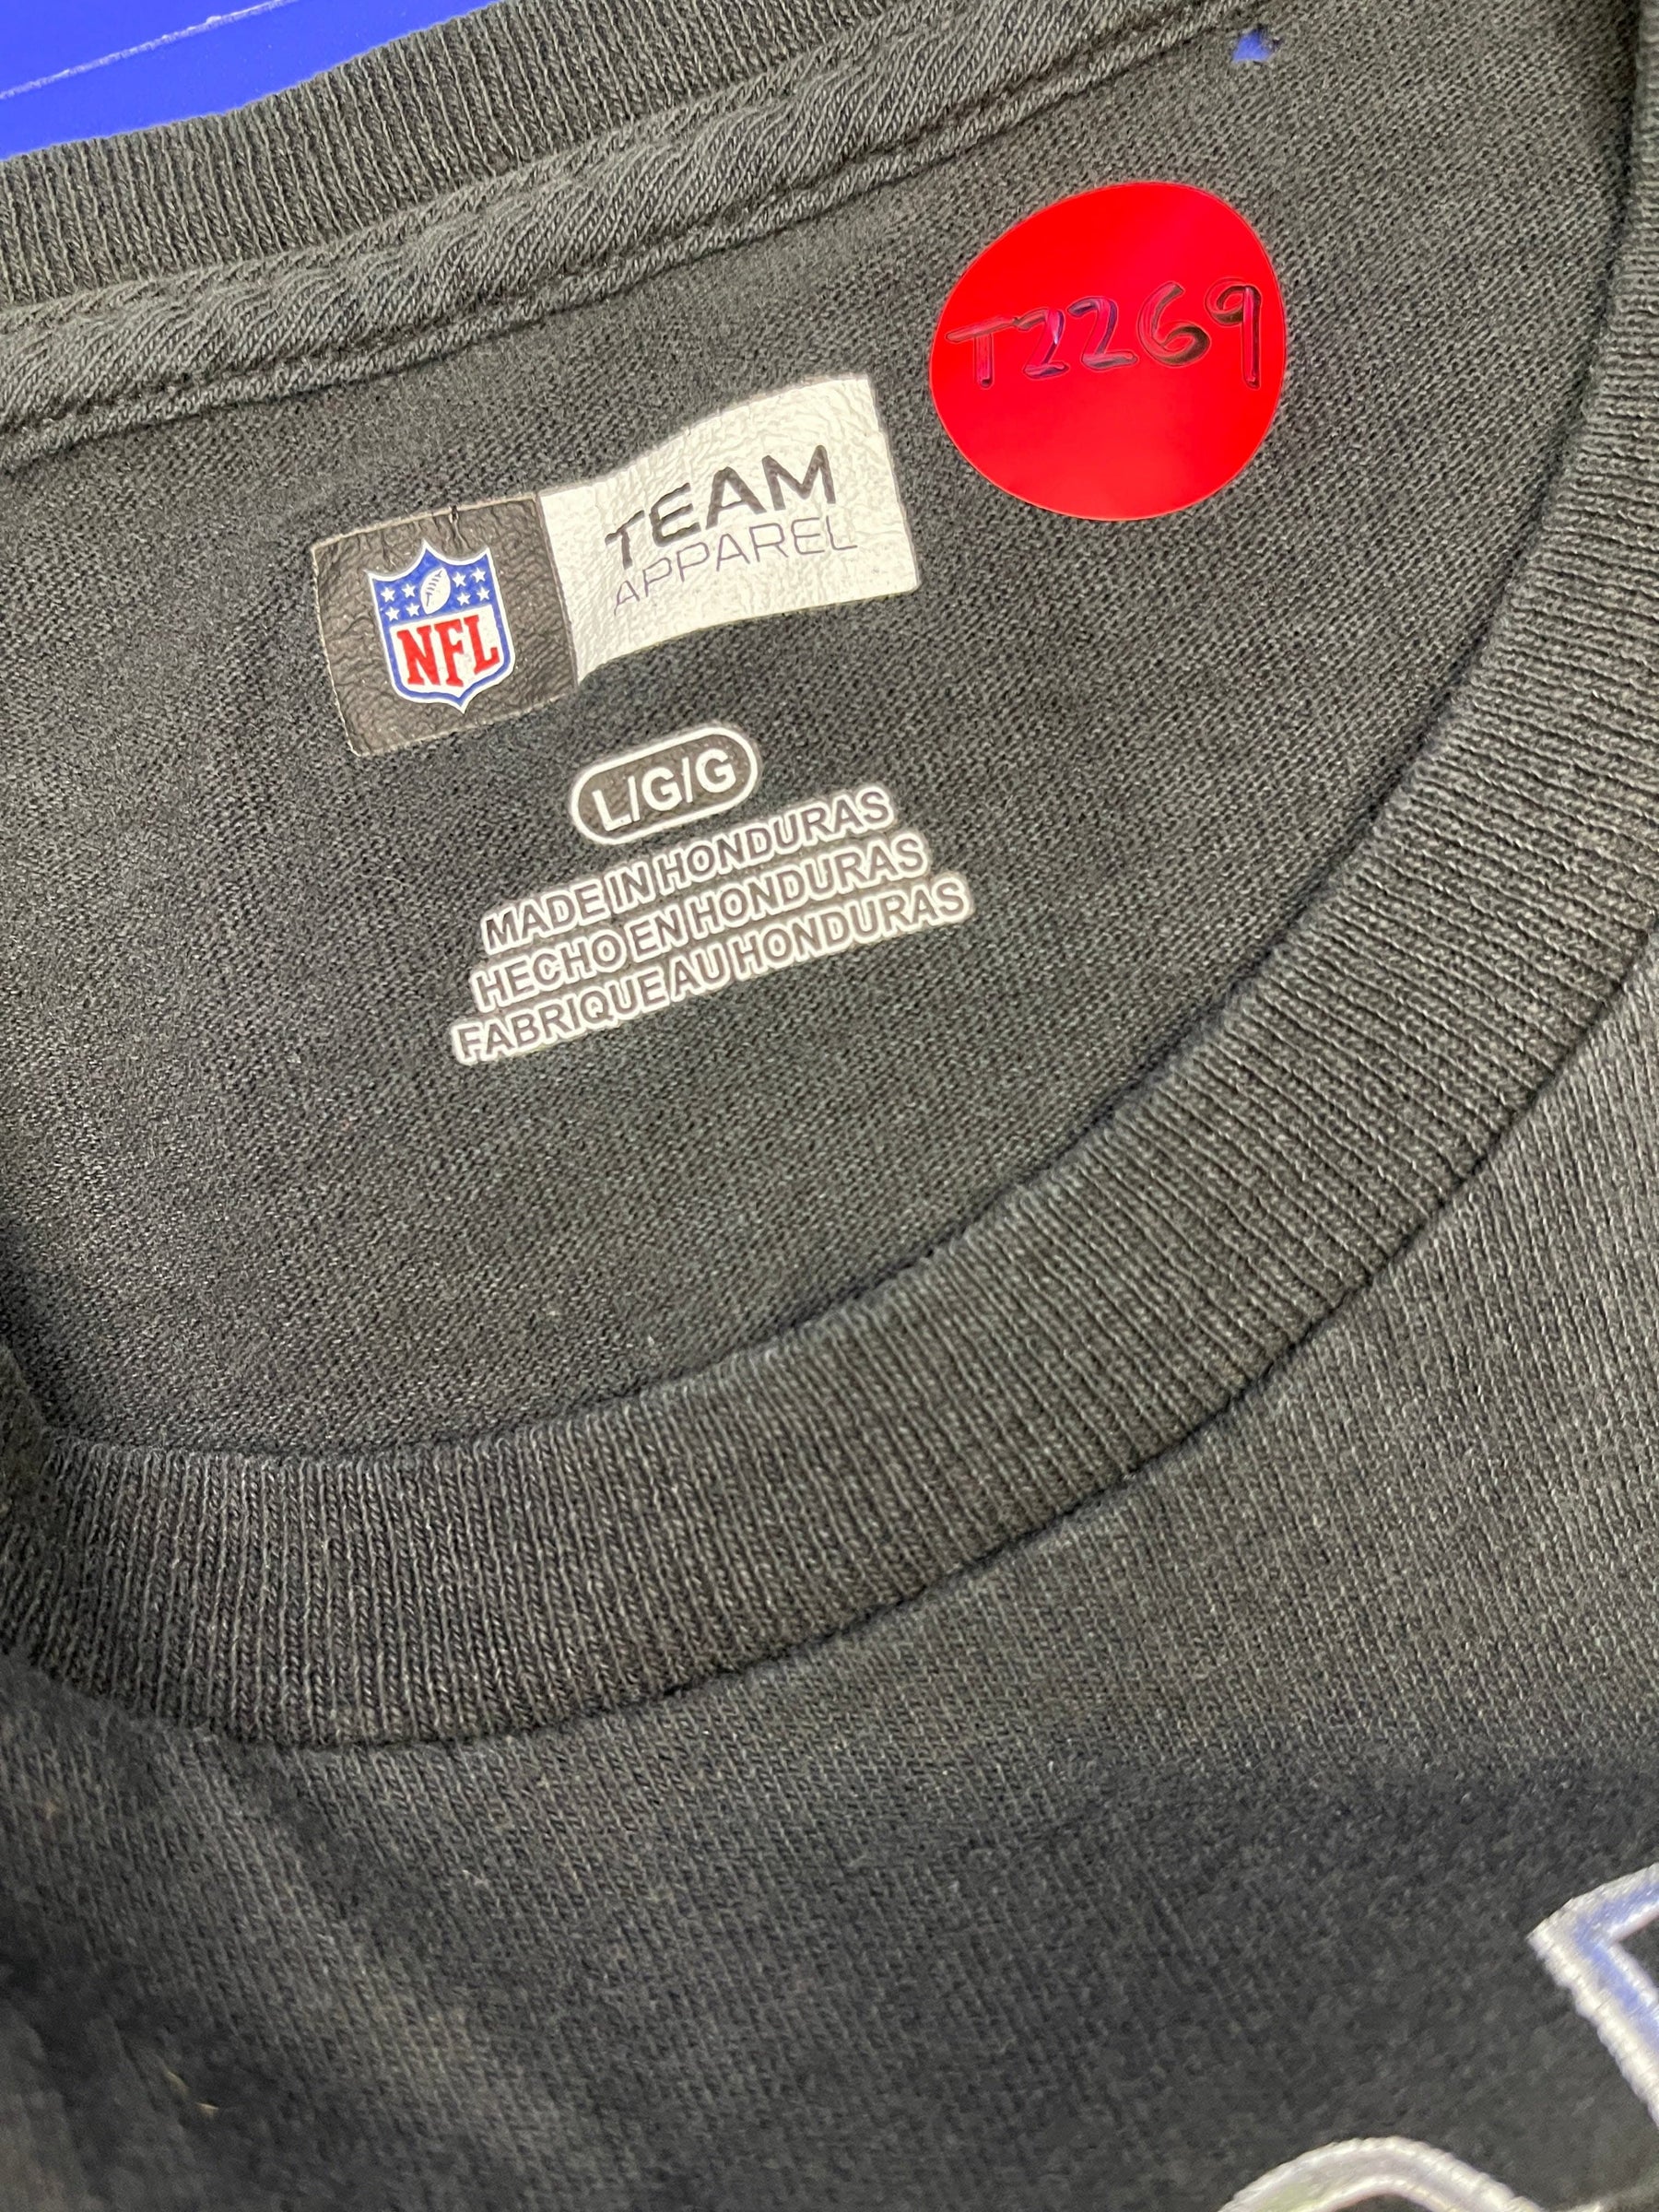 T2269
TEAM
APPAREL
NFL
L/G/G
MADE IN HONDURAS
HECHO EN HONDURAS
FABRIQUE AU HONDURAS